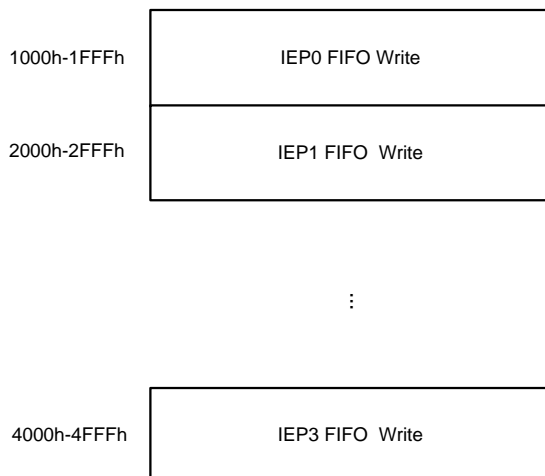 1000h-1FFFh IEP0 FIFO Write
2000h-2FFFh IEP1 FIFO Write
...
4000h-4FFFh IEP3 FIFO Write